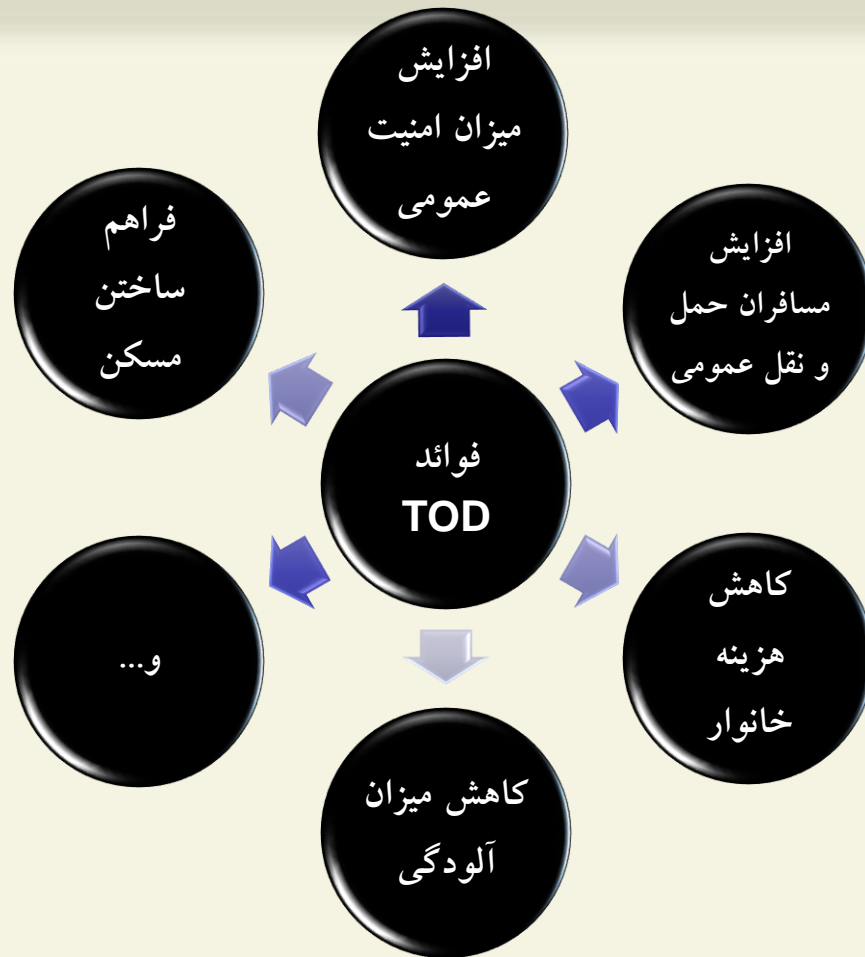 افزایش
میزان امنیت
عمومی
افزایش
مسافران حمل
و نقل عمومی
کاهش
هزینه
خانوار
کاهش میزان
آلودگی
و...
فراهم
ساختن
مسکن
فوائد
TOD